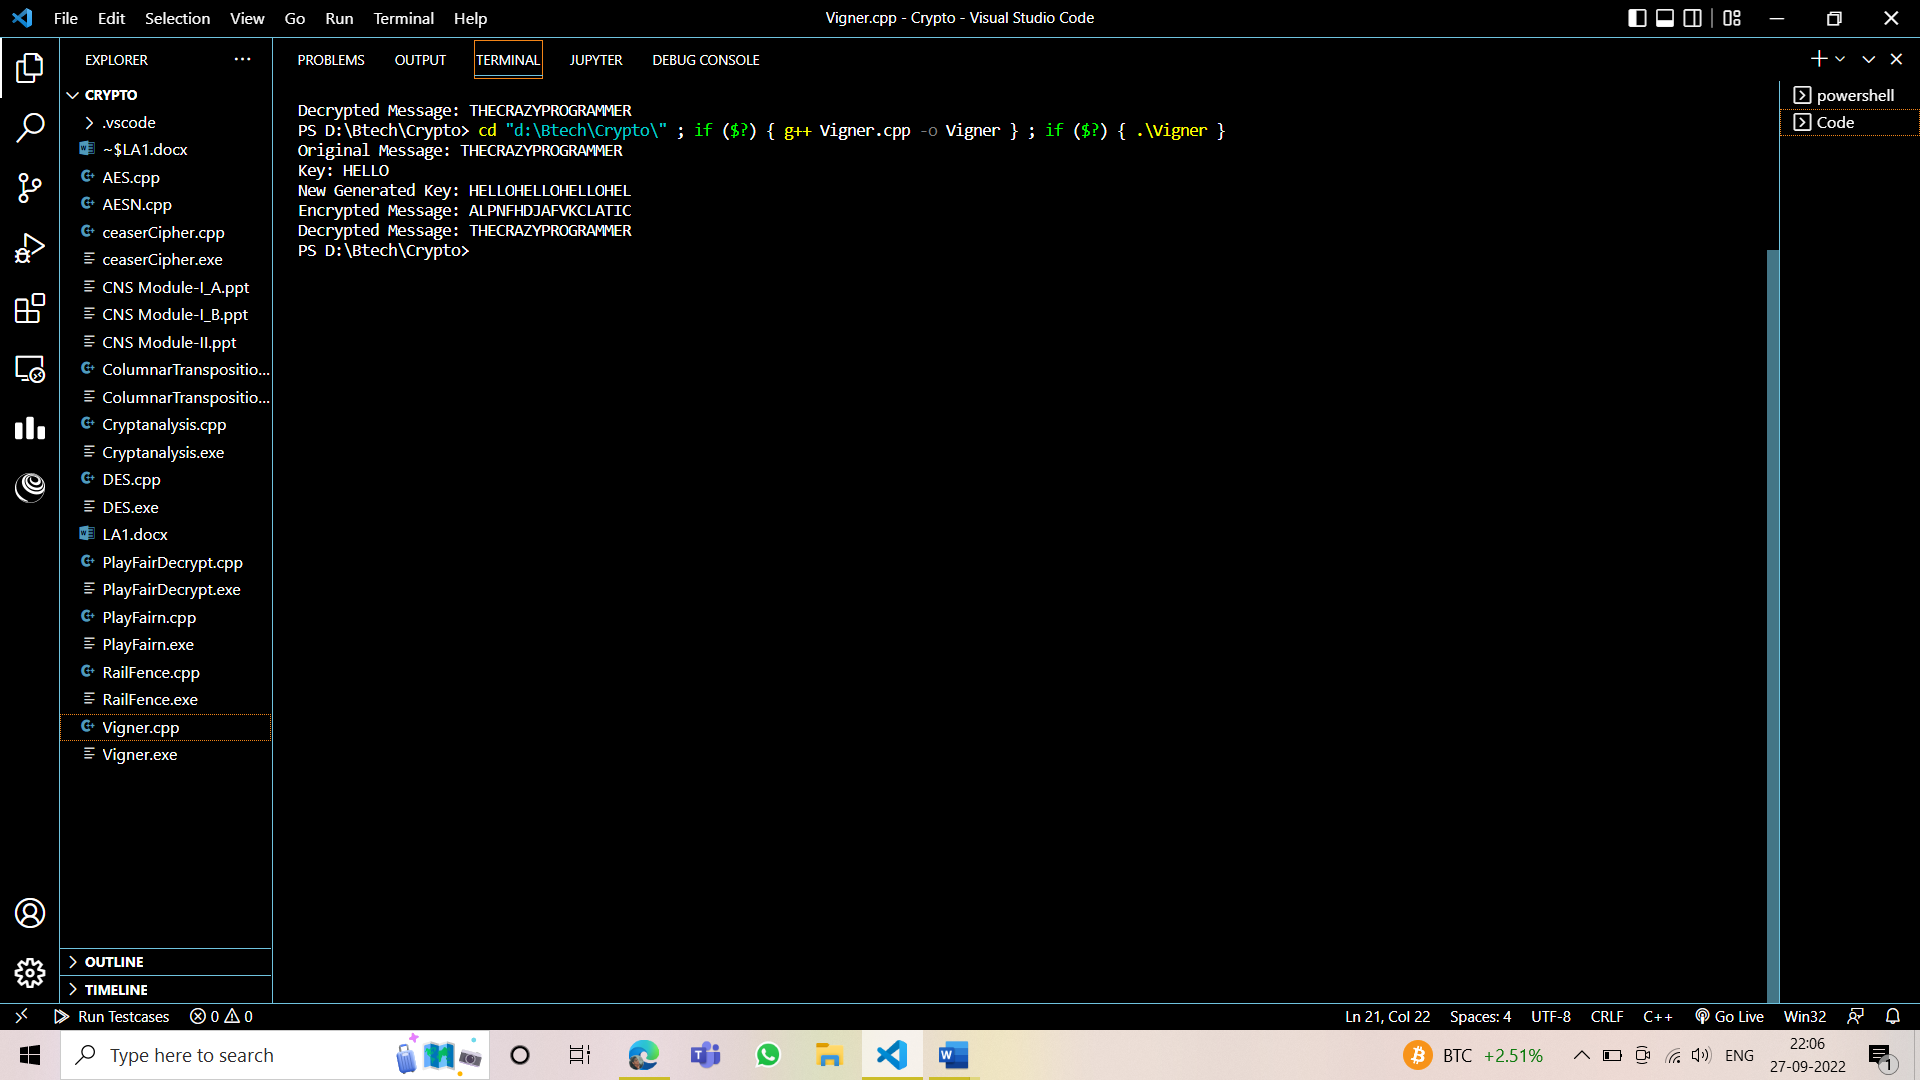 File Edit Selection View Go Run Terminal Help
Vigner.cpp - Crypto - Visual Studio Code
EXPLORER
CRYPTO
.vscode
~$LA1.docx
AES.cpp
AESN.cpp
ceaserCipher.cpp
ceaserCipher.exe
CNS Module-I_A.ppt
CNS Module-I_B.ppt
CNS Module-II.ppt
ColumnarTranspositio...
ColumnarTranspositio...
Cryptanalysis.cpp
Cryptanalysis.exe
DES.cpp
DES.exe
LA1.docx
PlayFairDecrypt.cpp
PlayFairDecrypt.exe
PlayFairn.cpp
PlayFairn.exe
RailFence.cpp
RailFence.exe
Vigner.cpp
Vigner.exe
OUTLINE
TIMELINE
PROBLEMS OUTPUT TERMINAL JUPYTER DEBUG CONSOLE
Decrypted Message: THECRAZYPROGRAMMER
PS D:\Btech\Crypto> cd "d:\Btech\Crypto\" ; if ($?) { g++ Vigner.cpp -o Vigner } ; if ($?) { .\Vigner }
Original Message: THECRAZYPROGRAMMER
Key: HELLO
New Generated Key: HELLOHELLOHELLOHEL
Encrypted Message: ALPNFHDJAFVKCLATIC
Decrypted Message: THECRAZYPROGRAMMER
PS D:\Btech\Crypto>
powershell
Code
Run Testcases 0 0
Ln 21, Col 22 Spaces: 4 UTF-8 CRLF C++ Go Live Win32
Type here to search
BTC +2.51%
ENG
22:06
27-09-2022
1